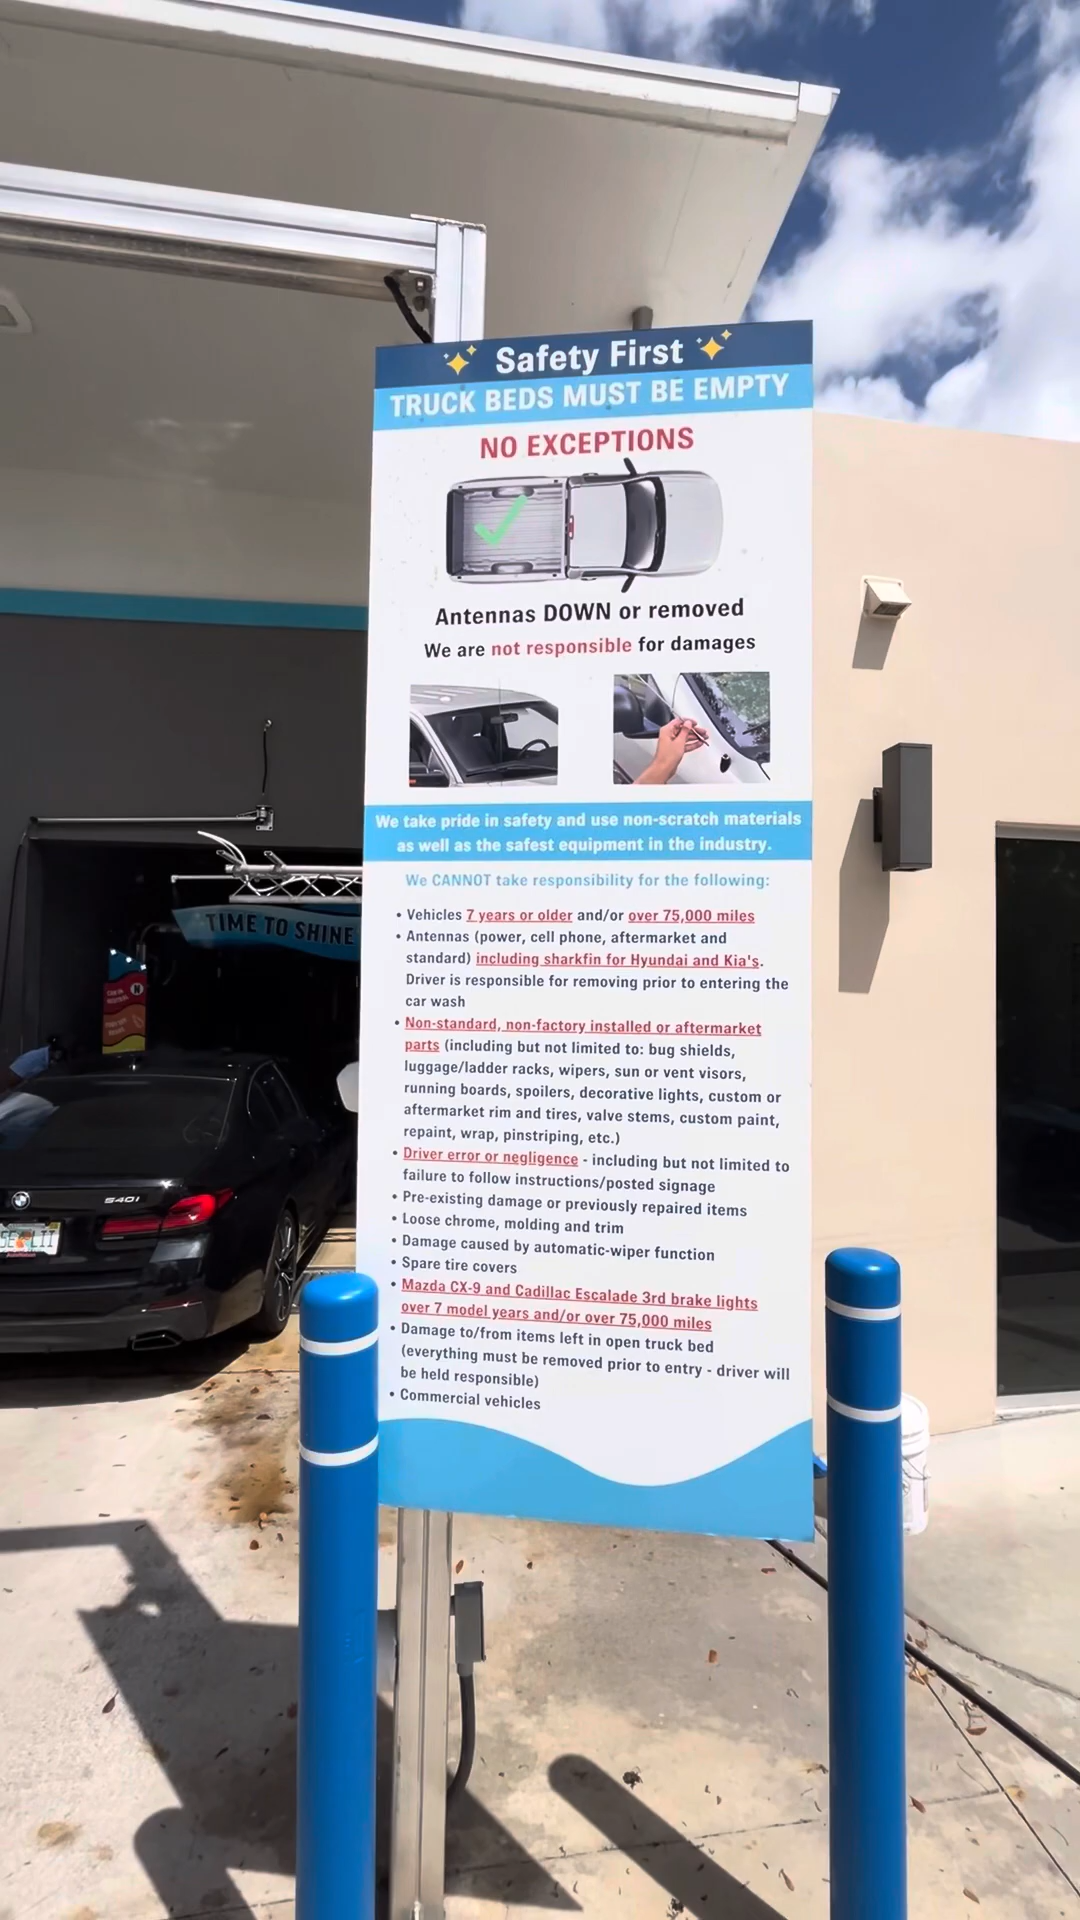 Safety First
TRUCK BEDS MUST BE EMPTY
NO EXCEPTIONS
Antennas DOWN or removed
We are not responsible for damages
We take pride in safety and use non-scratch materials
as well as the safest equipment in the industry.
We CANNOT take responsibility for the following:
• Vehicles 7 years or older and/or over 75,000 miles
• Antennas (power, cell phone, aftermarket and
standard) including sharkfin for Hyundai and Kia's.
Driver is responsible for removing prior to entering the
car wash
• Non-standard, non-factory installed or aftermarket
parts (including but not limited to: bug shields,
luggage/ladder racks, wipers, sun or vent visors,
running boards, spoilers, decorative lights, custom or
aftermarket rim and tires, valve stems, custom paint,
repaint, wrap, pinstriping, etc.)
• Driver error or negligence - including but not limited to
failure to follow instructions/posted signage
• Pre-existing damage or previously repaired items
• Loose chrome, molding and trim
• Damage caused by automatic-wiper function
• Spare tire covers
• Mazda CX-9 and Cadillac Escalade 3rd brake lights
over 7 model years and/or over 75,000 miles
• Damage to/from items left in open truck bed
(everything must be removed prior to entry - driver will
be held responsible)
• Commercial vehicles
TIME TO SHINE
N
540i